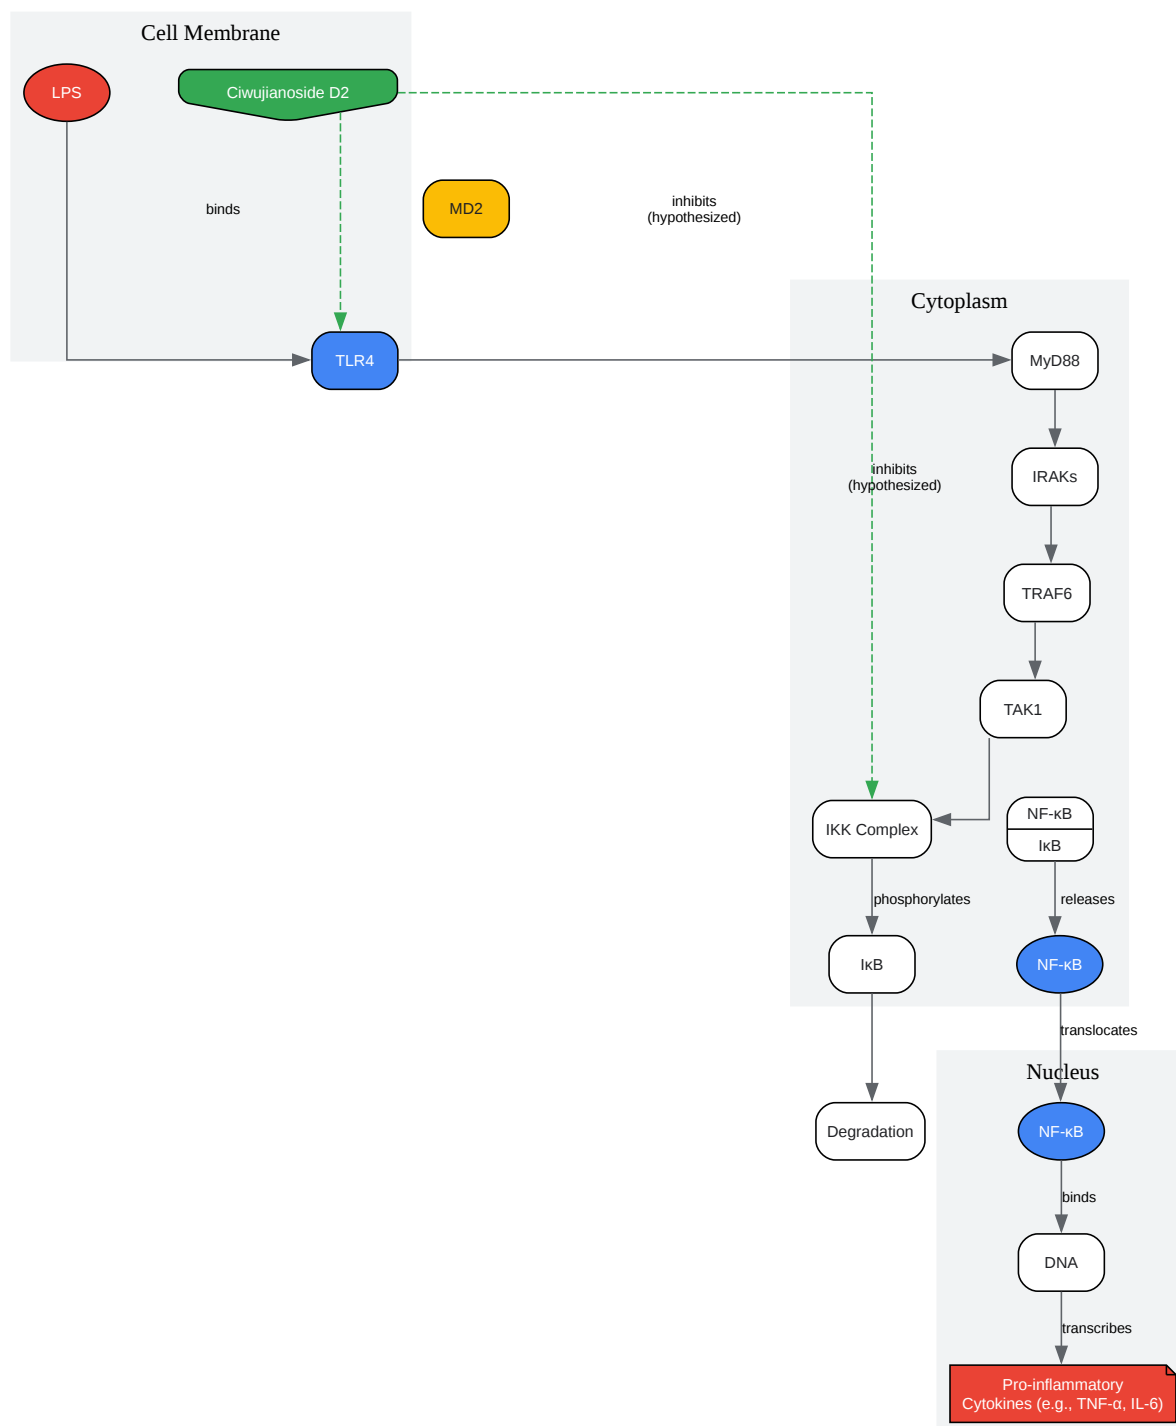 Cell Membrane
LPS
Ciwujianoside D2
binds
MD2
inhibits
(hypothesized)
Cytoplasm
TLR4
MyD88
inhibits
(hypothesized)
IRAKs
TRAF6
TAK1
IKK Complex
NF-κB
IκB
phosphorylates
releases
IκB
NF-κB
translocates
Nucleus
Degradation
NF-κB
binds
DNA
transcribes
Pro-inflammatory
Cytokines (e.g., TNF-α, IL-6)